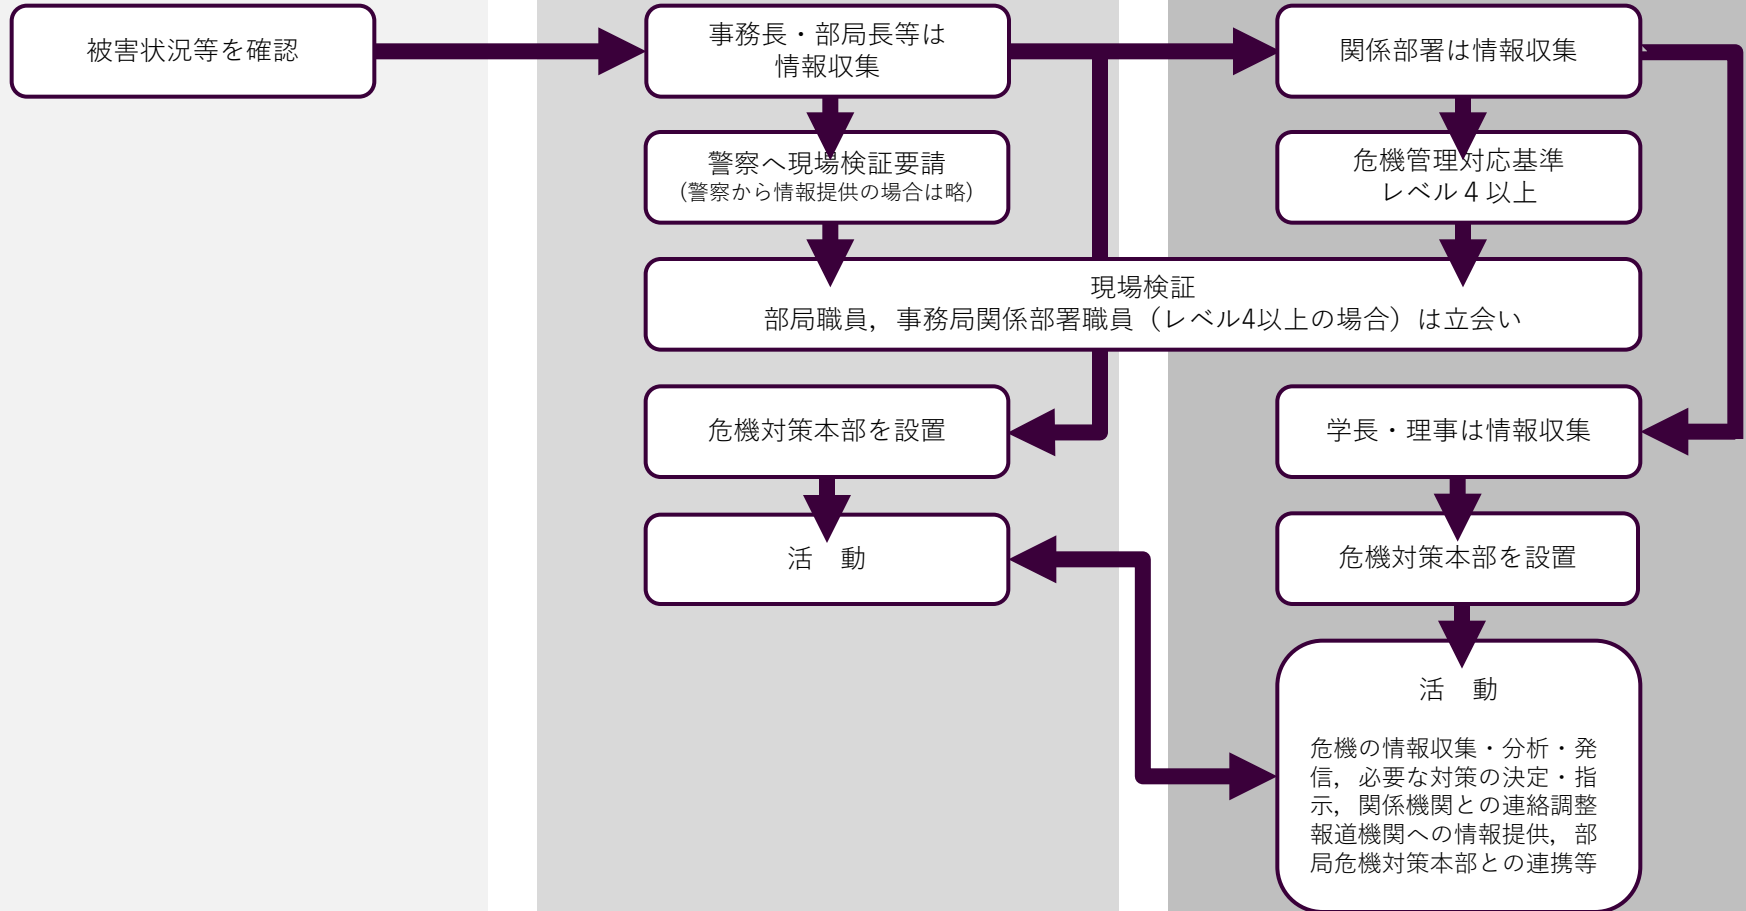 被害状況等を確認
事務長・部局長等は
情報収集
関係部署は情報収集
警察へ現場検証要請
(警察から情報提供の場合は略)
危機管理対応基準
レベル４以上
現場検証
部局職員，事務局関係部署職員（レベル4以上の場合）は立会い
危機対策本部を設置
学長・理事は情報収集
活　動
危機対策本部を設置
活　動
危機の情報収集・分析・発
信，必要な対策の決定・指
示，関係機関との連絡調整
報道機関への情報提供，部
局危機対策本部との連携等